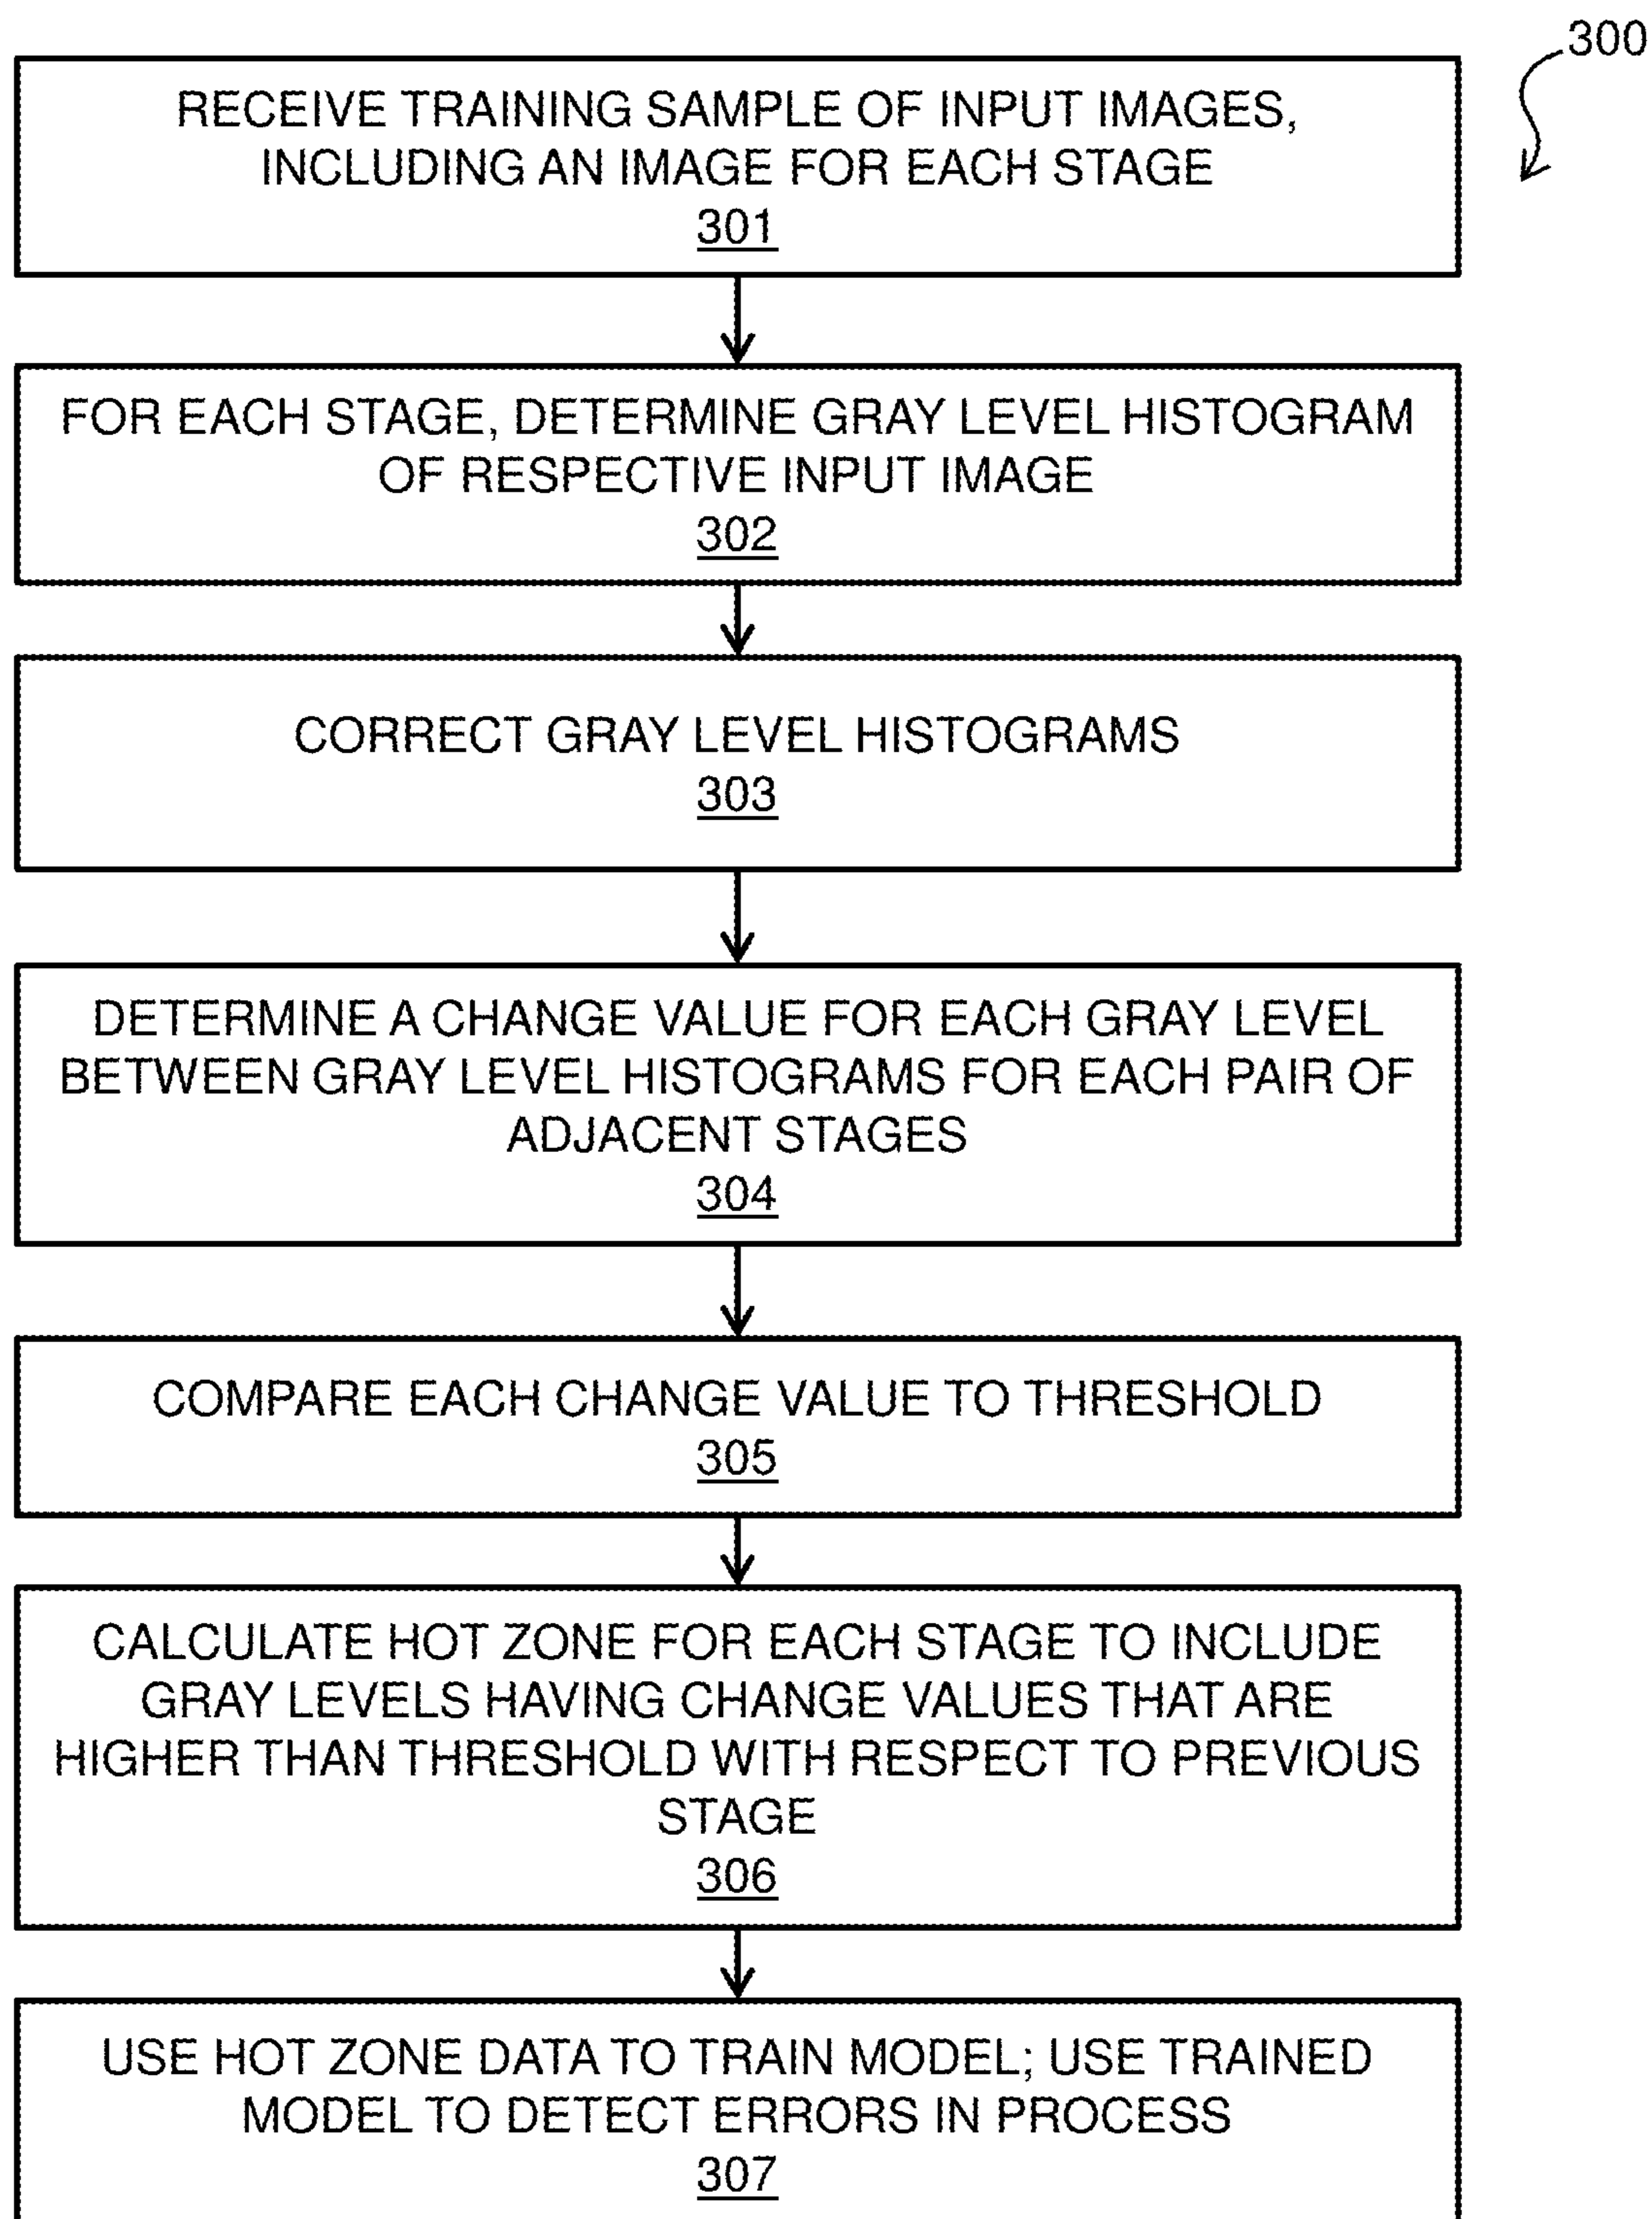 300
RECEIVE TRAINING SAMPLE OF INPUT IMAGES,
INCLUDING AN IMAGE FOR EACH STAGE
301
FOR EACH STAGE, DETERMINE GRAY LEVEL HISTOGRAM
OF RESPECTIVE INPUT IMAGE
302
CORRECT GRAY LEVEL HISTOGRAMS
303
DETERMINE A CHANGE VALUE FOR EACH GRAY LEVEL
BETWEEN GRAY LEVEL HISTOGRAMS FOR EACH PAIR OF
ADJACENT STAGES
304
COMPARE EACH CHANGE VALUE TO THRESHOLD
305
CALCULATE HOT ZONE FOR EACH STAGE TO INCLUDE
GRAY LEVELS HAVING CHANGE VALUES THAT ARE
HIGHER THAN THRESHOLD WITH RESPECT TO PREVIOUS
STAGE
306
USE HOT ZONE DATA TO TRAIN MODEL; USE TRAINED
MODEL TO DETECT ERRORS IN PROCESS
307